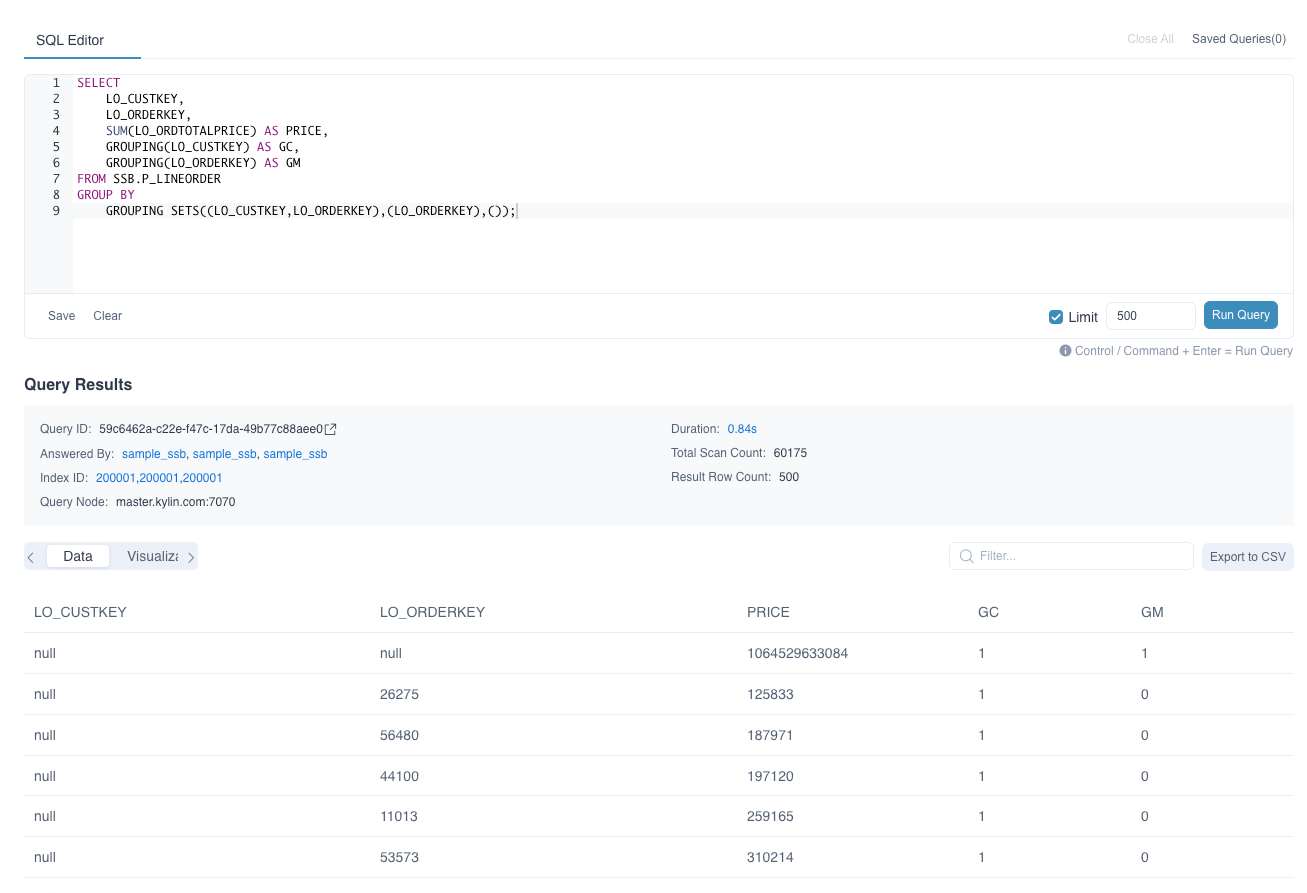 SQL Editor
Close All Saved Queries(0)
1 SELECT
2 LO_CUSTKEY,
3 LO_ORDERKEY,
4 SUM(LO_ORDTOTALPRICE) AS PRICE,
5 GROUPING(LO_CUSTKEY) AS GC,
6 GROUPING(LO_ORDERKEY) AS GM
7 FROM SSB.P_LINEORDER
8 GROUP BY
9 GROUPING SETS((LO_CUSTKEY,LO_ORDERKEY),(LO_ORDERKEY),());
Save Clear Limit 500 Run Query
Control / Command + Enter = Run Query
Query Results
Query ID: 59c6462a-c22e-f47c-17da-49b77c88aee0 Duration: 0.84s
Answered By: sample_ssb, sample_ssb, sample_ssb Total Scan Count: 60175
Index ID: 200001,200001,200001 Result Row Count: 500
Query Node: master.kylin.com:7070
Data Visualiza Filter... Export to CSV
LO_CUSTKEY LO_ORDERKEY PRICE GC GM
null null 1064529633084 1 1
null 26275 125833 1 0
null 56480 187971 1 0
null 44100 197120 1 0
null 11013 259165 1 0
null 53573 310214 1 0